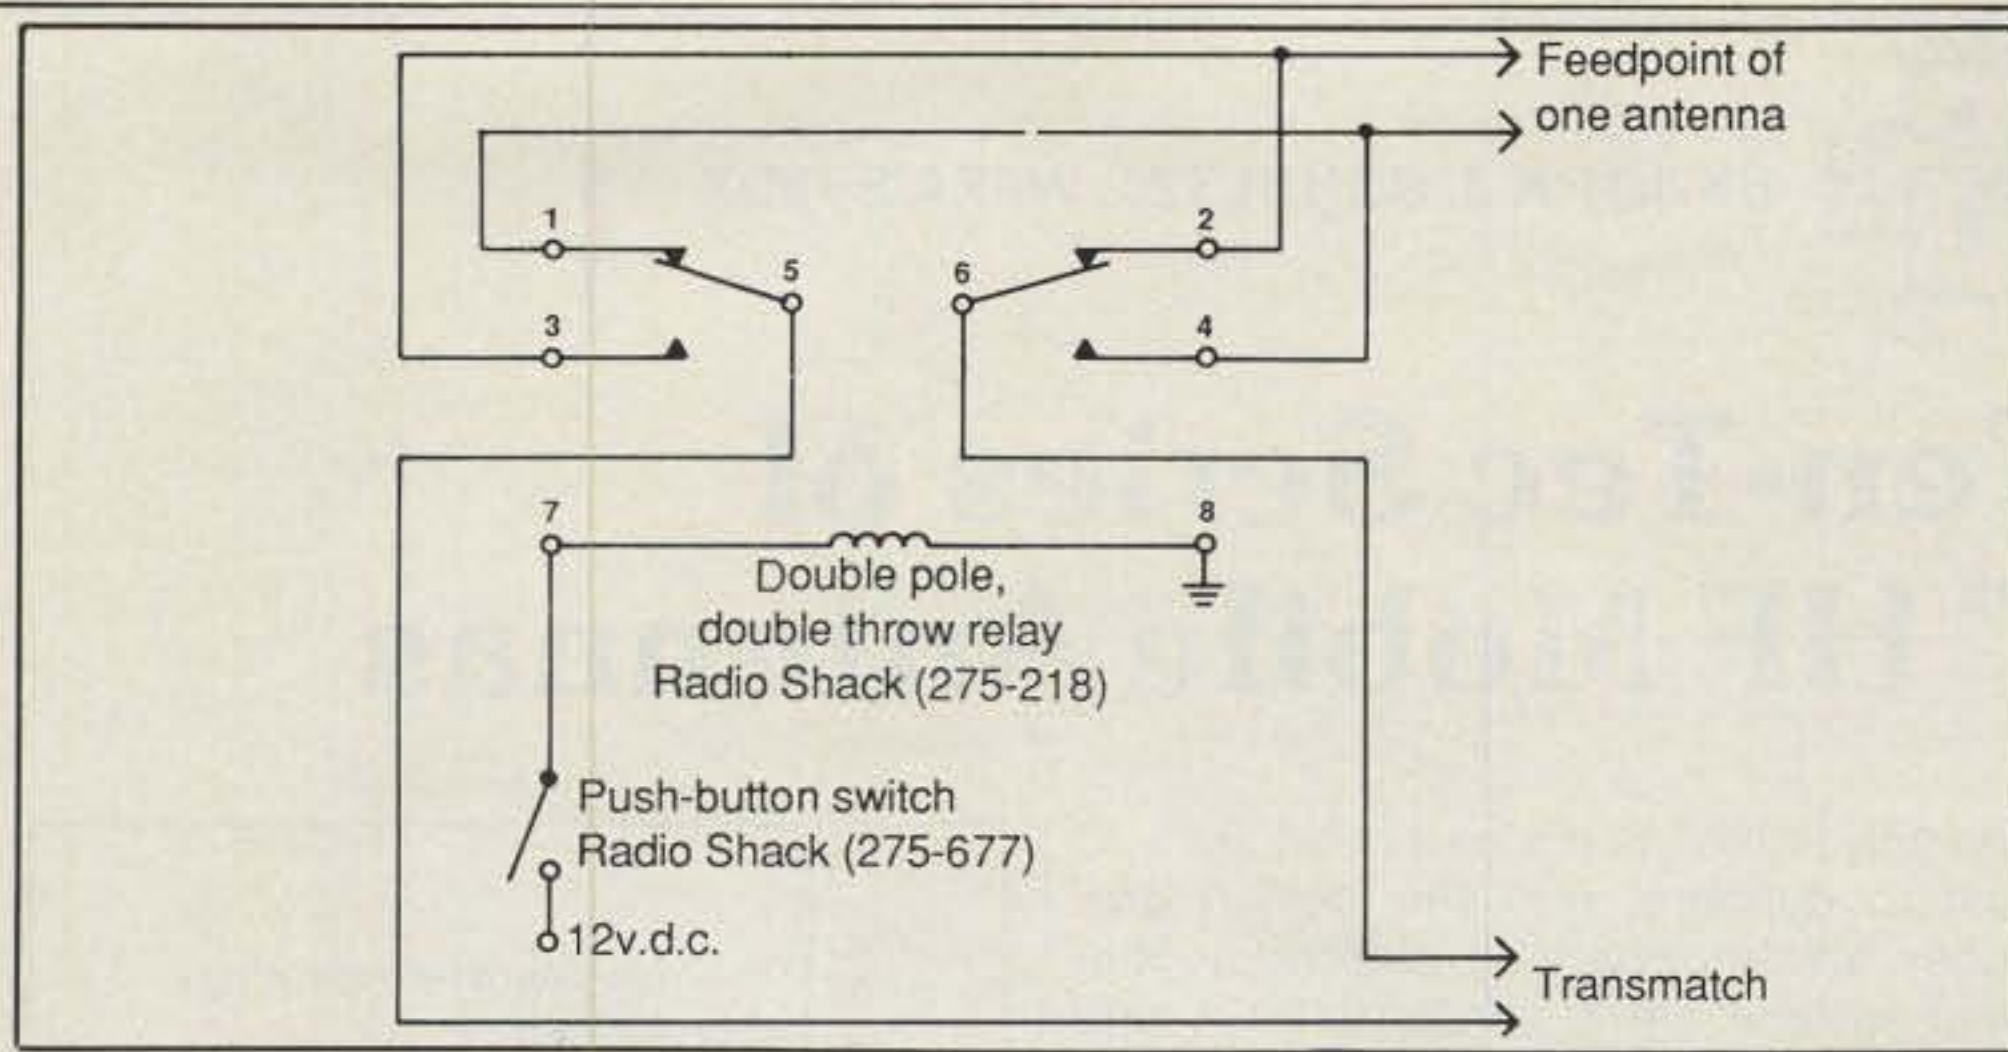 Feedpoint of
one antenna
1
2
5
6
3
4
7
8
Double pole,
double throw relay
Radio Shack (275-218)
Push-button switch
Radio Shack (275-677)
12v.d.c.
Transmatch